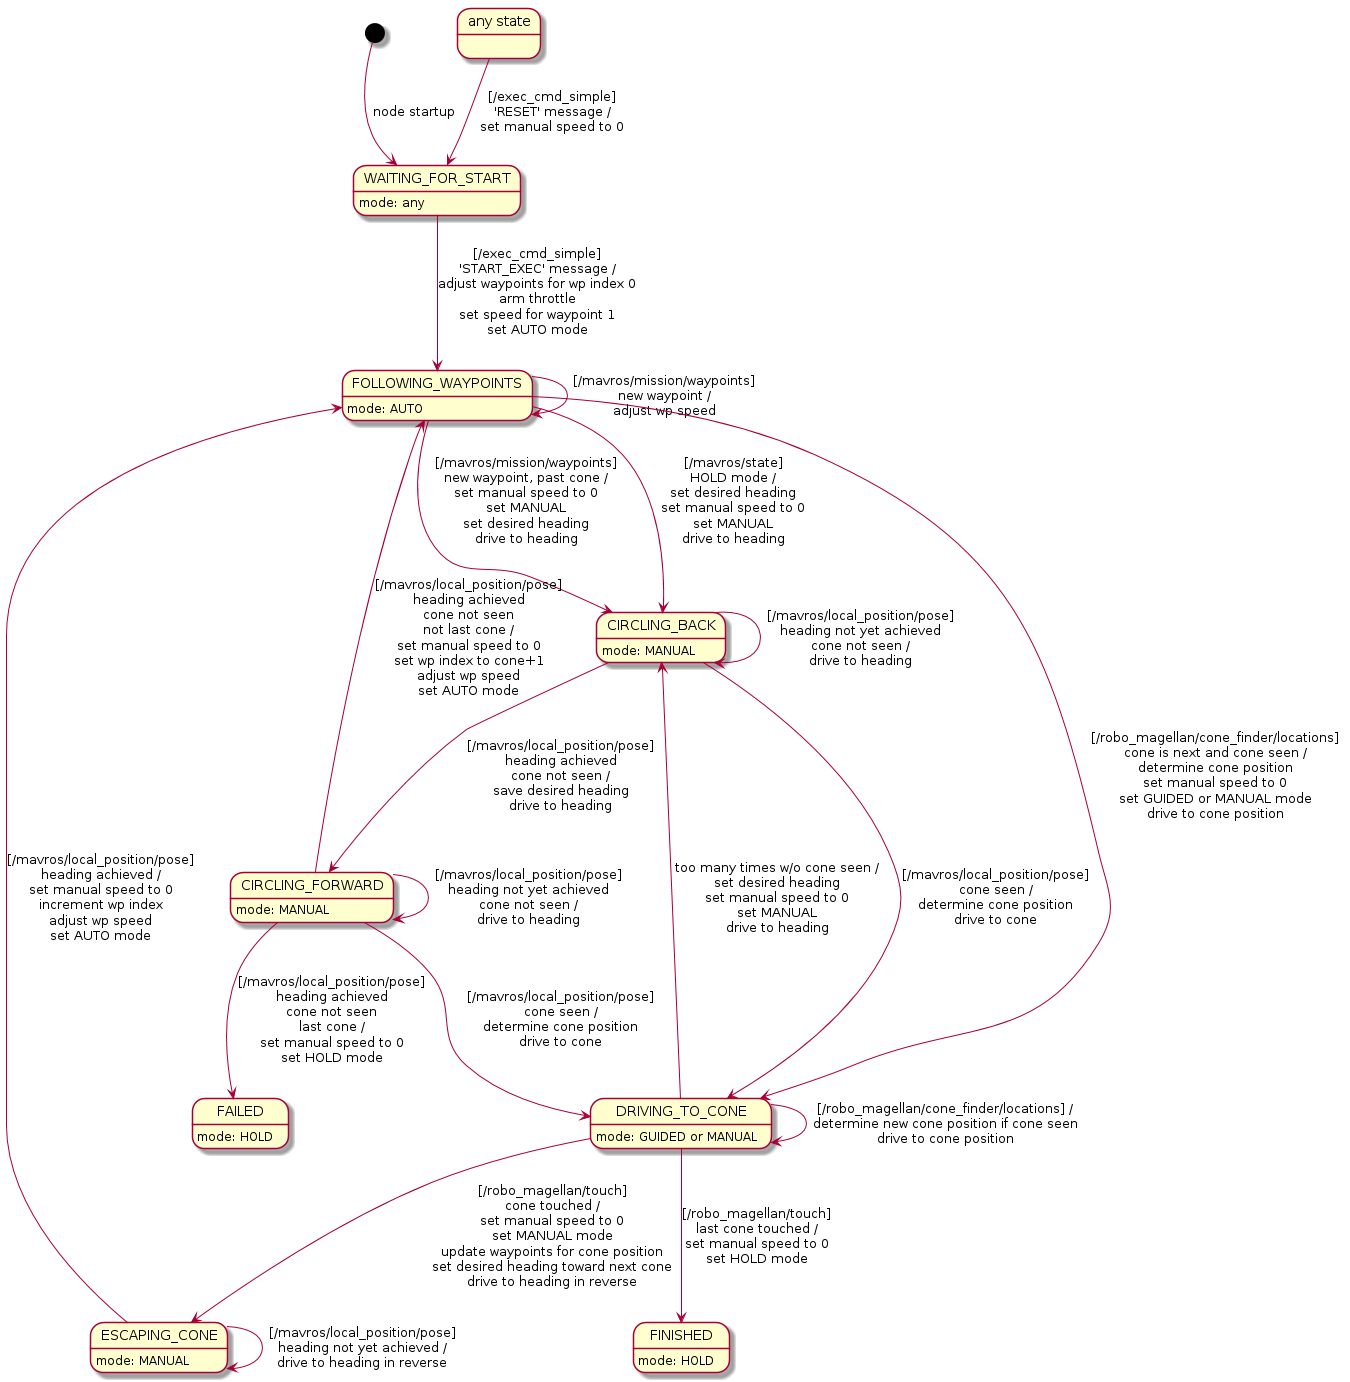 any state
node startup
[/exec_cmd_simple]
'RESET' message /
set manual speed to 0
WAITING_FOR_START
mode: any
[/exec_cmd_simple]
'START_EXEC' message /
adjust waypoints for wp index 0
arm throttle
set speed for waypoint 1
set AUTO mode
FOLLOWING_WAYPOINTS
mode: AUTO
[/mavros/mission/waypoints]
new waypoint /
adjust wp speed
[/mavros/mission/waypoints]
new waypoint, past cone /
set manual speed to 0
set MANUAL
set desired heading
drive to heading
[/mavros/state]
HOLD mode /
set desired heading
set manual speed to 0
set MANUAL
drive to heading
[/mavros/local_position/pose]
heading achieved
cone not seen
not last cone /
set manual speed to 0
set wp index to cone+1
adjust wp speed
set AUTO mode
CIRCLING_BACK
mode: MANUAL
[/mavros/local_position/pose]
heading not yet achieved
cone not seen /
drive to heading
[/mavros/local_position/pose]
heading achieved
cone not seen /
save desired heading
drive to heading
[/robo_magellan/cone_finder/locations]
cone is next and cone seen /
determine cone position
set manual speed to 0
set GUIDED or MANUAL mode
drive to cone position
[/mavros/local_position/pose]
heading achieved /
set manual speed to 0
increment wp index
adjust wp speed
set AUTO mode
CIRCLING_FORWARD
mode: MANUAL
[/mavros/local_position/pose]
heading not yet achieved
cone not seen /
drive to heading
too many times w/o cone seen /
set desired heading
set manual speed to 0
set MANUAL
drive to heading
[/mavros/local_position/pose]
cone seen /
determine cone position
drive to cone
[/mavros/local_position/pose]
heading achieved
cone not seen
last cone /
set manual speed to 0
set HOLD mode
[/mavros/local_position/pose]
cone seen /
determine cone position
drive to cone
FAILED
mode: HOLD
DRIVING_TO_CONE
mode: GUIDED or MANUAL
[/robo_magellan/cone_finder/locations] /
determine new cone position if cone seen
drive to cone position
[/robo_magellan/touch]
cone touched /
set manual speed to 0
set MANUAL mode
update waypoints for cone position
set desired heading toward next cone
drive to heading in reverse
[/robo_magellan/touch]
last cone touched /
set manual speed to 0
set HOLD mode
ESCAPING_CONE
mode: MANUAL
[/mavros/local_position/pose]
heading not yet achieved /
drive to heading in reverse
FINISHED
mode: HOLD